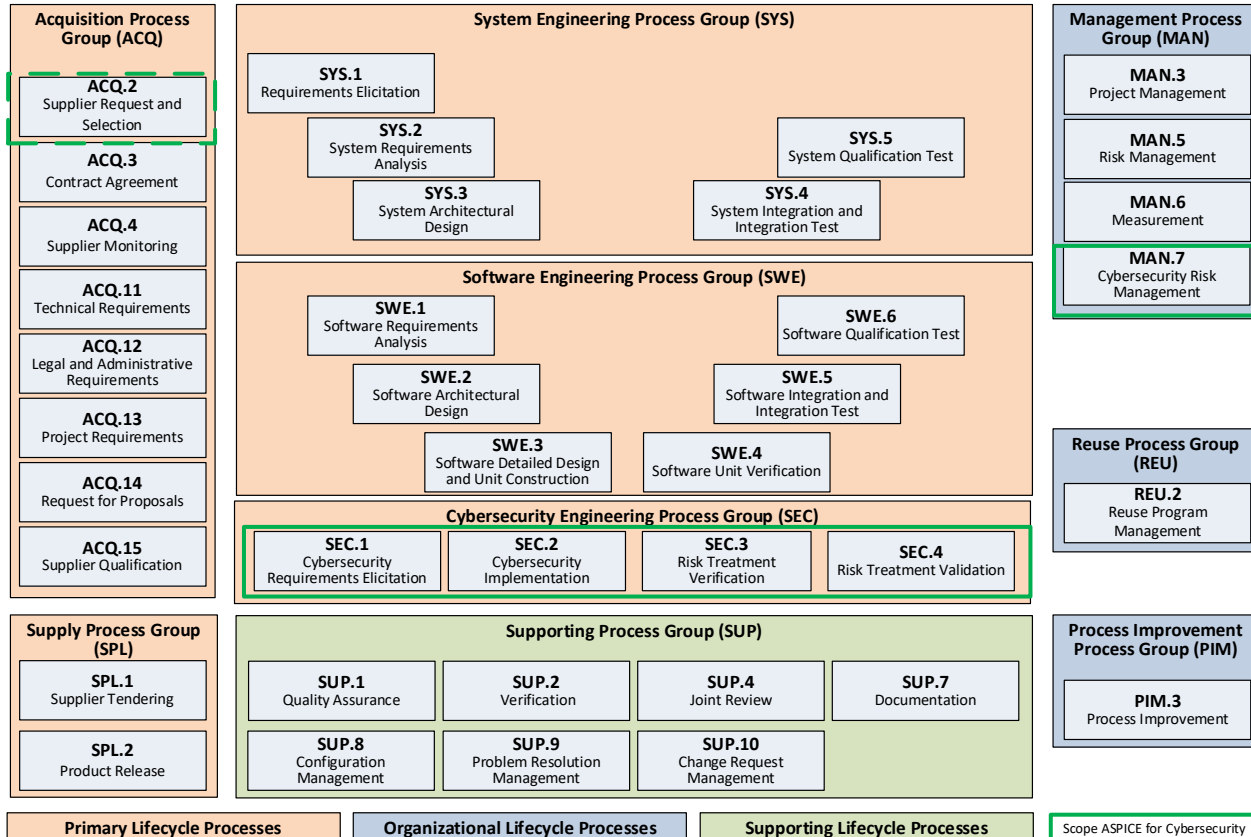 Acquisition Process
Group (ACQ)
ACQ.2
Supplier Request and
Selection
ACQ.3
Contract Agreement
ACQ.4
Supplier Monitoring
ACQ.11
Technical Requirements
ACQ.12
Legal and Administrative
Requirements
ACQ.13
Project Requirements
ACQ.14
Request for Proposals
ACQ.15
Supplier Qualification
System Engineering Process Group (SYS)
SYS.1
Requirements Elicitation
SYS.2
System Requirements
Analysis
SYS.3
System Architectural
Design
SYS.5
System Qualification Test
SYS.4
System Integration and
Integration Test
Software Engineering Process Group (SWE)
SWE.1
Software Requirements
Analysis
SWE.2
Software Architectural
Design
SWE.3
Software Detailed Design
and Unit Construction
SWE.6
Software Qualification Test
SWE.5
Software Integration and
Integration Test
SWE.4
Software Unit Verification
Cybersecurity Engineering Process Group (SEC)
SEC.1
Cybersecurity
Requirements Elicitation
SEC.2
Cybersecurity
Implementation
SEC.3
Risk Treatment
Verification
SEC.4
Risk Treatment Validation
Management Process
Group (MAN)
MAN.3
Project Management
MAN.5
Risk Management
MAN.6
Measurement
MAN.7
Cybersecurity Risk
Management
Reuse Process Group
(REU)
REU.2
Reuse Program
Management
Supply Process Group
(SPL)
SPL.1
Supplier Tendering
SPL.2
Product Release
Supporting Process Group (SUP)
SUP.1
Quality Assurance
SUP.2
Verification
SUP.4
Joint Review
SUP.7
Documentation
SUP.8
Configuration
Management
SUP.9
Problem Resolution
Management
SUP.10
Change Request
Management
Process Improvement
Process Group (PIM)
PIM.3
Process Improvement
Primary Lifecycle Processes
Organizational Lifecycle Processes
Supporting Lifecycle Processes
Scope ASPICE for Cybersecurity